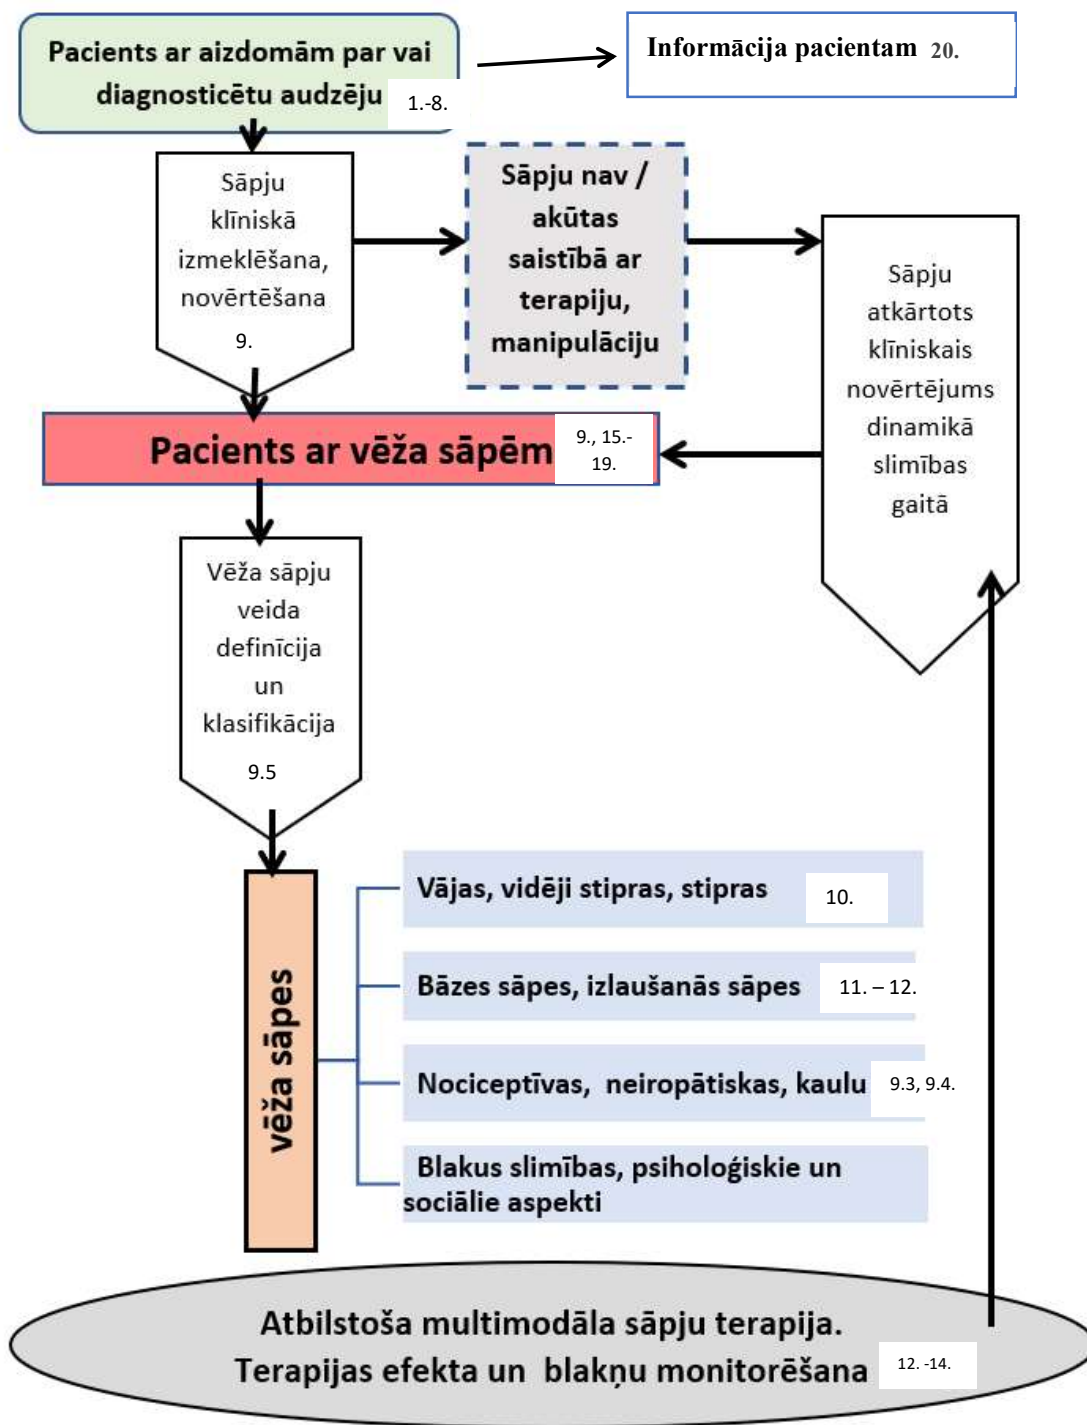 Pacients ar aizdomām par vai
diagnosticētu audzēju 1.-8.
Informācija pacientam 20.
Sāpju
klīniskā
izmeklēšana,
novērtēšana
9.
Sāpju nav /
akūtas
saistībā ar
terapiju,
manipulāciju
Sāpju
atkārtots
klīniskais
novērtējums
dinamikā
slimības
gaitā
Pacients ar vēža sāpēm
9., 15.-
19.
Vēža sāpju
veida
definīcija
un
klasifikācija
9.5
vēža sāpes
Vājas, vidēji stipras, stipras 10.
Bāzes sāpes, izlaušanās sāpes 11. – 12.
Nociceptīvas, neiropātiskas, kaulu 9.3, 9.4.
Blakus slimības, psiholoģiskie un
sociālie aspekti
Atbilstoša multimodāla sāpju terapija.
Terapijas efekta un blakņu monitorēšana 12. -14.